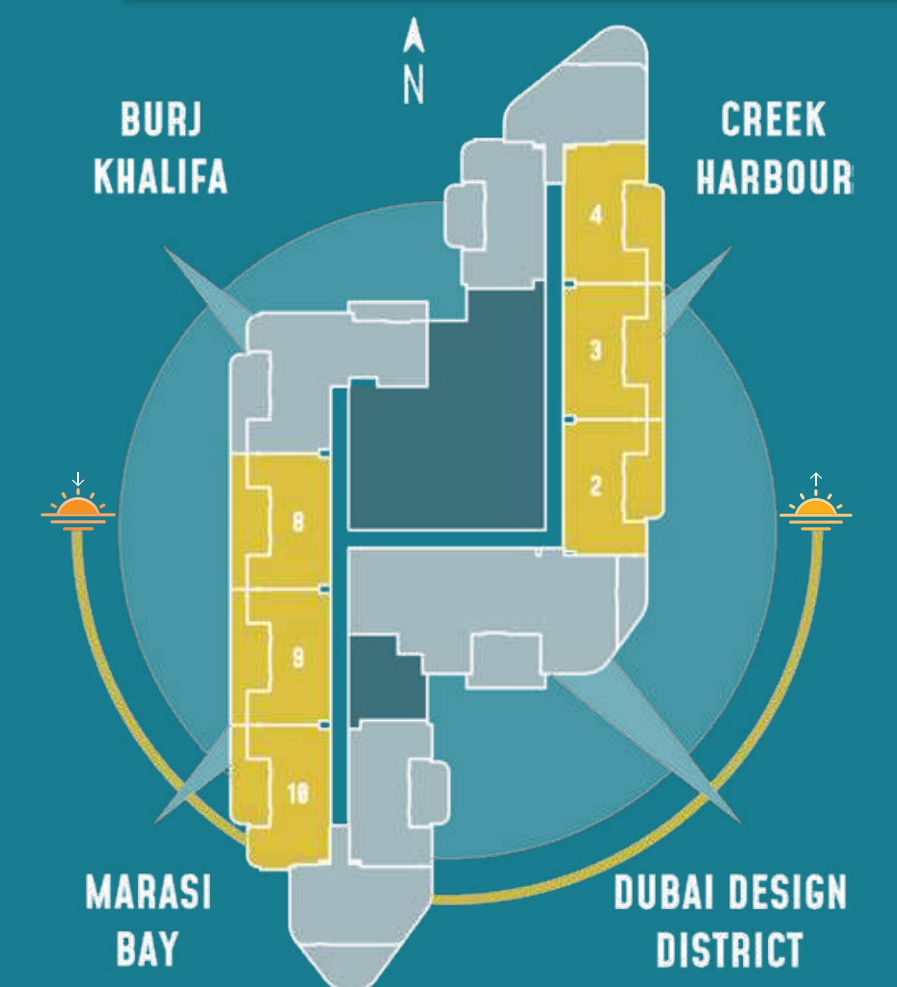 N
BURJ
KHALIFA
CREEK
HARBOUR
4
3
2
8
9
10
MARASI
BAY
DUBAI DESIGN
DISTRICT